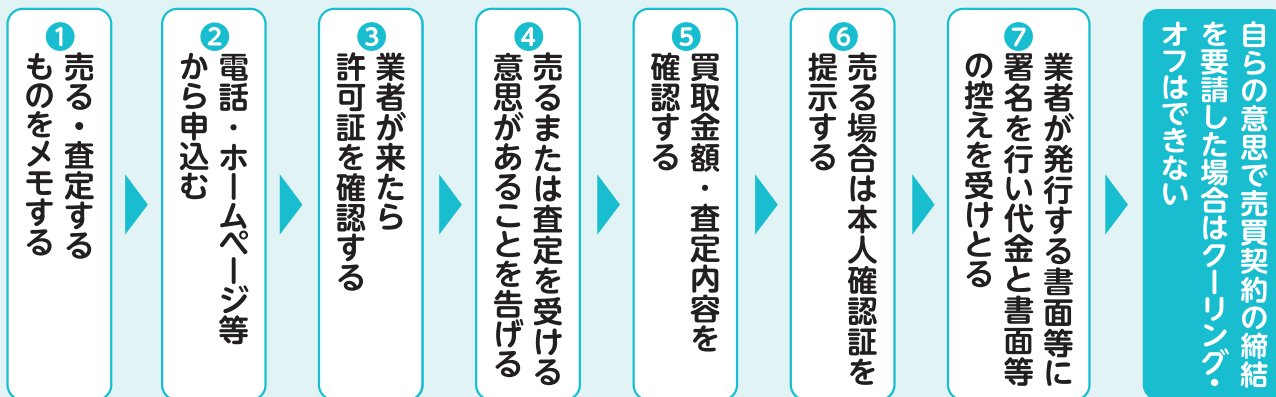 1
売る・査定する
ものをメモする
2
電話・ホームページ等
から申込む
3
業者が来たら
許可証を確認する
4
売るまたは査定を受ける
意思があることを告げる
5
買取金額・査定内容を
確認する
6
売る場合は本人確認証を
提示する
7
業者が発行する書面等に
署名を行い代金と書面等
の控えを受けとる
自らの意思で売買契約の締結
を要請した場合はクーリング・
オフはできない